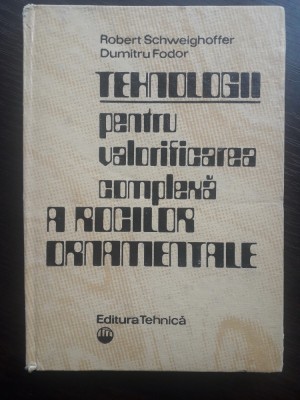 Robert Schweighoffer
Dumitru Fodor
TEHNOLOGII
pentru
valorificarea
complexă
A ROCILOR
ORNAMENTALE
Editura Tehnică